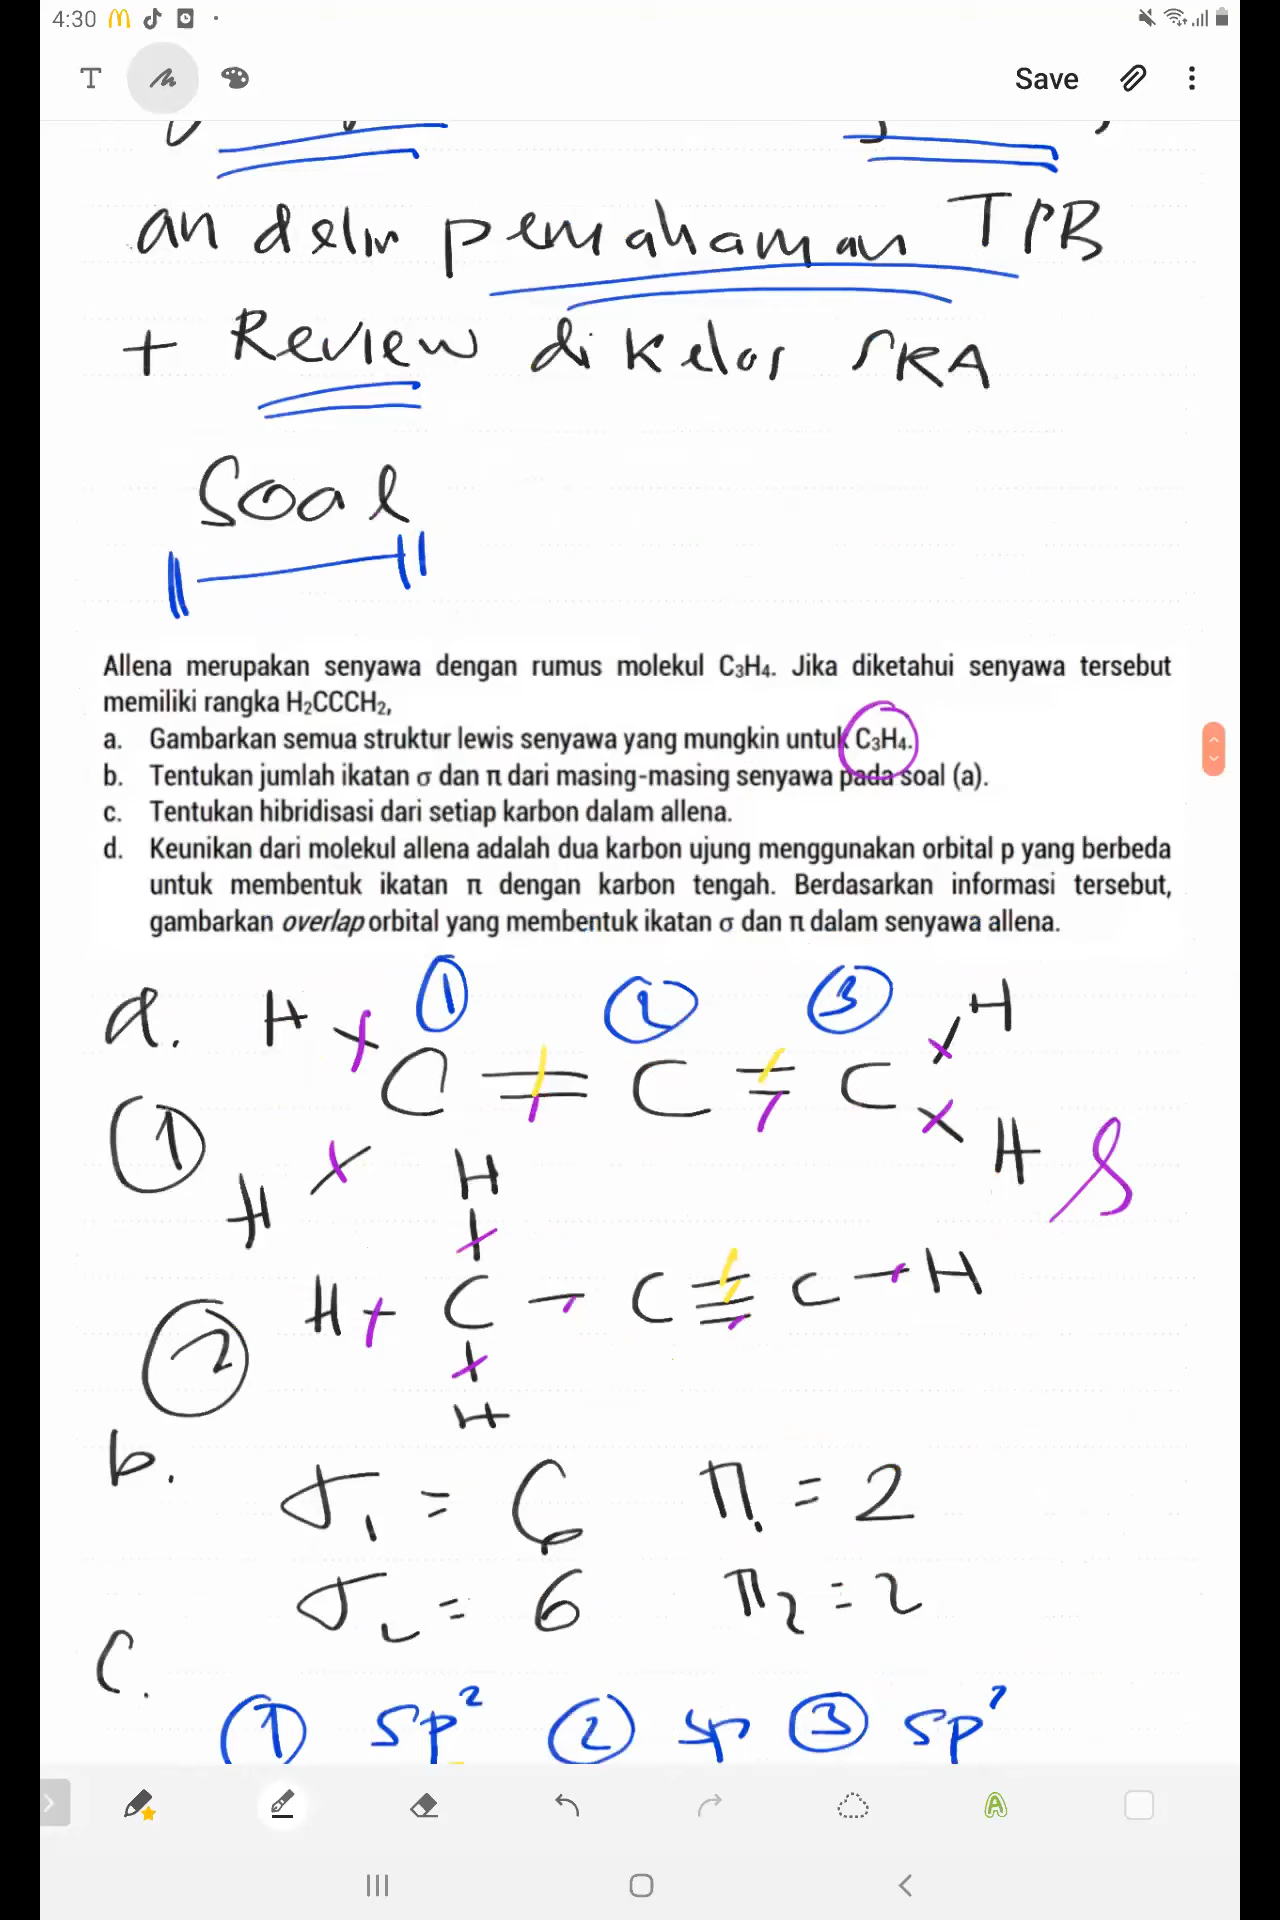 4:30
T
Save
an delir pemahaman TPB
+ Review di kelas SRA
Soal
Allena merupakan senyawa dengan rumus molekul C₃H₄. Jika diketahui senyawa tersebut
memiliki rangka H₂CCCH₂,
a. Gambarkan semua struktur lewis senyawa yang mungkin untuk C₃H₄.
b. Tentukan jumlah ikatan σ dan π dari masing-masing senyawa pada soal (a).
c. Tentukan hibridisasi dari setiap karbon dalam allena.
d. Keunikan dari molekul allena adalah dua karbon ujung menggunakan orbital p yang berbeda
untuk membentuk ikatan π dengan karbon tengah. Berdasarkan informasi tersebut,
gambarkan overlap orbital yang membentuk ikatan σ dan π dalam senyawa allena.
① ② ③
a. H H
C = C = C
①
H H
H
② H - C - C ≡ C - H
H
b.
σ₁ = 6 π₁ = 2
σ₂ = 6 π₂ = 2
c.
① sp² ② sp ③ sp²
A